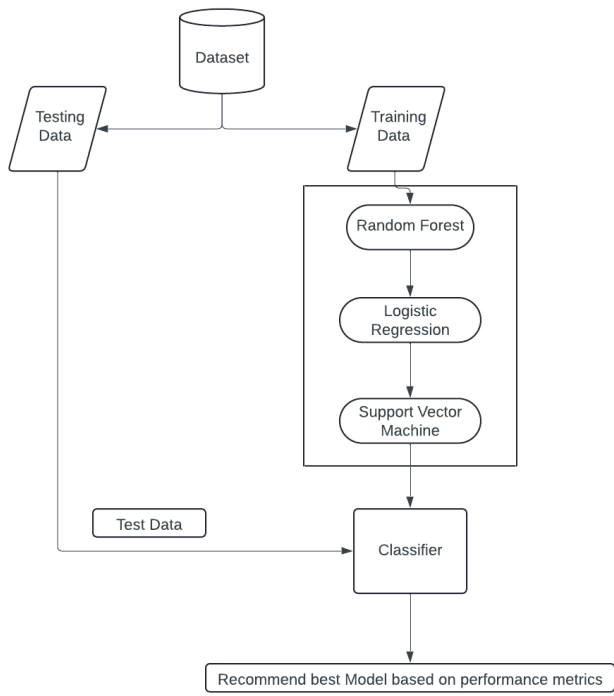 Dataset
Testing
Data
Training
Data
Random Forest
Logistic
Regression
Support Vector
Machine
Test Data
Classifier
Recommend best Model based on performance metrics